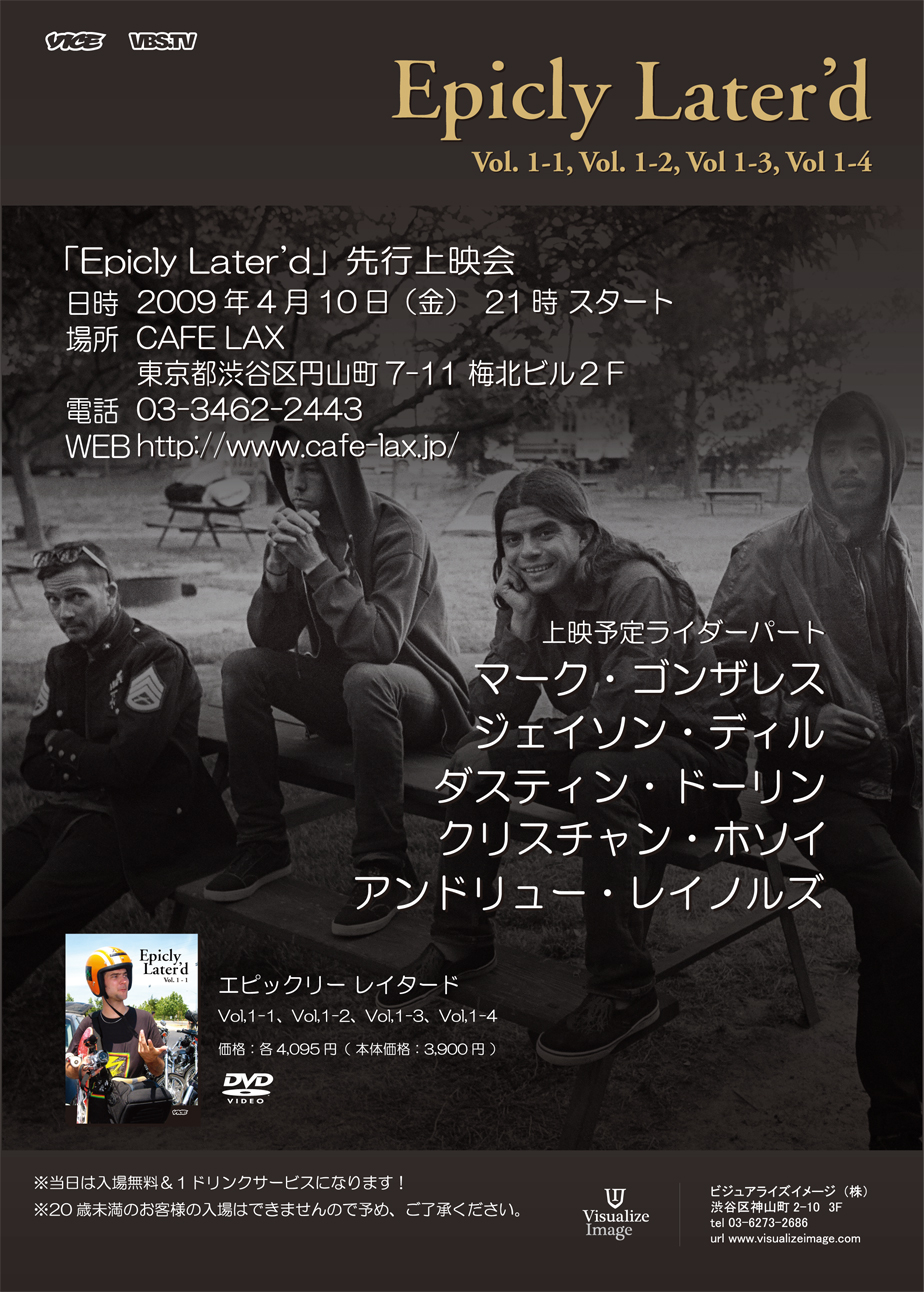 VICE VBS.TV
Epicly Later'd
Vol. 1-1, Vol. 1-2, Vol 1-3, Vol 1-4
「Epicly Later'd」先行上映会
日時 2009年4月10日（金） 21時 スタート
場所 CAFE LAX
東京都渋谷区円山町 7-11 梅北ビル2F
電話 03-3462-2443
WEB http://www.cafe-lax.jp/
上映予定ライダーパート
マーク・ゴンザレス
ジェイソン・ディル
ダスティン・ドーリン
クリスチャン・ホソイ
アンドリュー・レイノルズ
Epicly
Later'd
Vol. 1-1
VICE
エピックリー レイタード
Vol,1-1、Vol,1-2、Vol,1-3、Vol,1-4
価格：各4,095円（本体価格：3,900円）
DVD
VIDEO
※当日は入場無料＆1ドリンクサービスになります！
※20歳未満のお客様の入場はできませんので予め、ご了承ください。
Visualize
Image
ビジュアライズイメージ（株）
渋谷区神山町 2-10 3F
tel 03-6273-2686
url www.visualizeimage.com